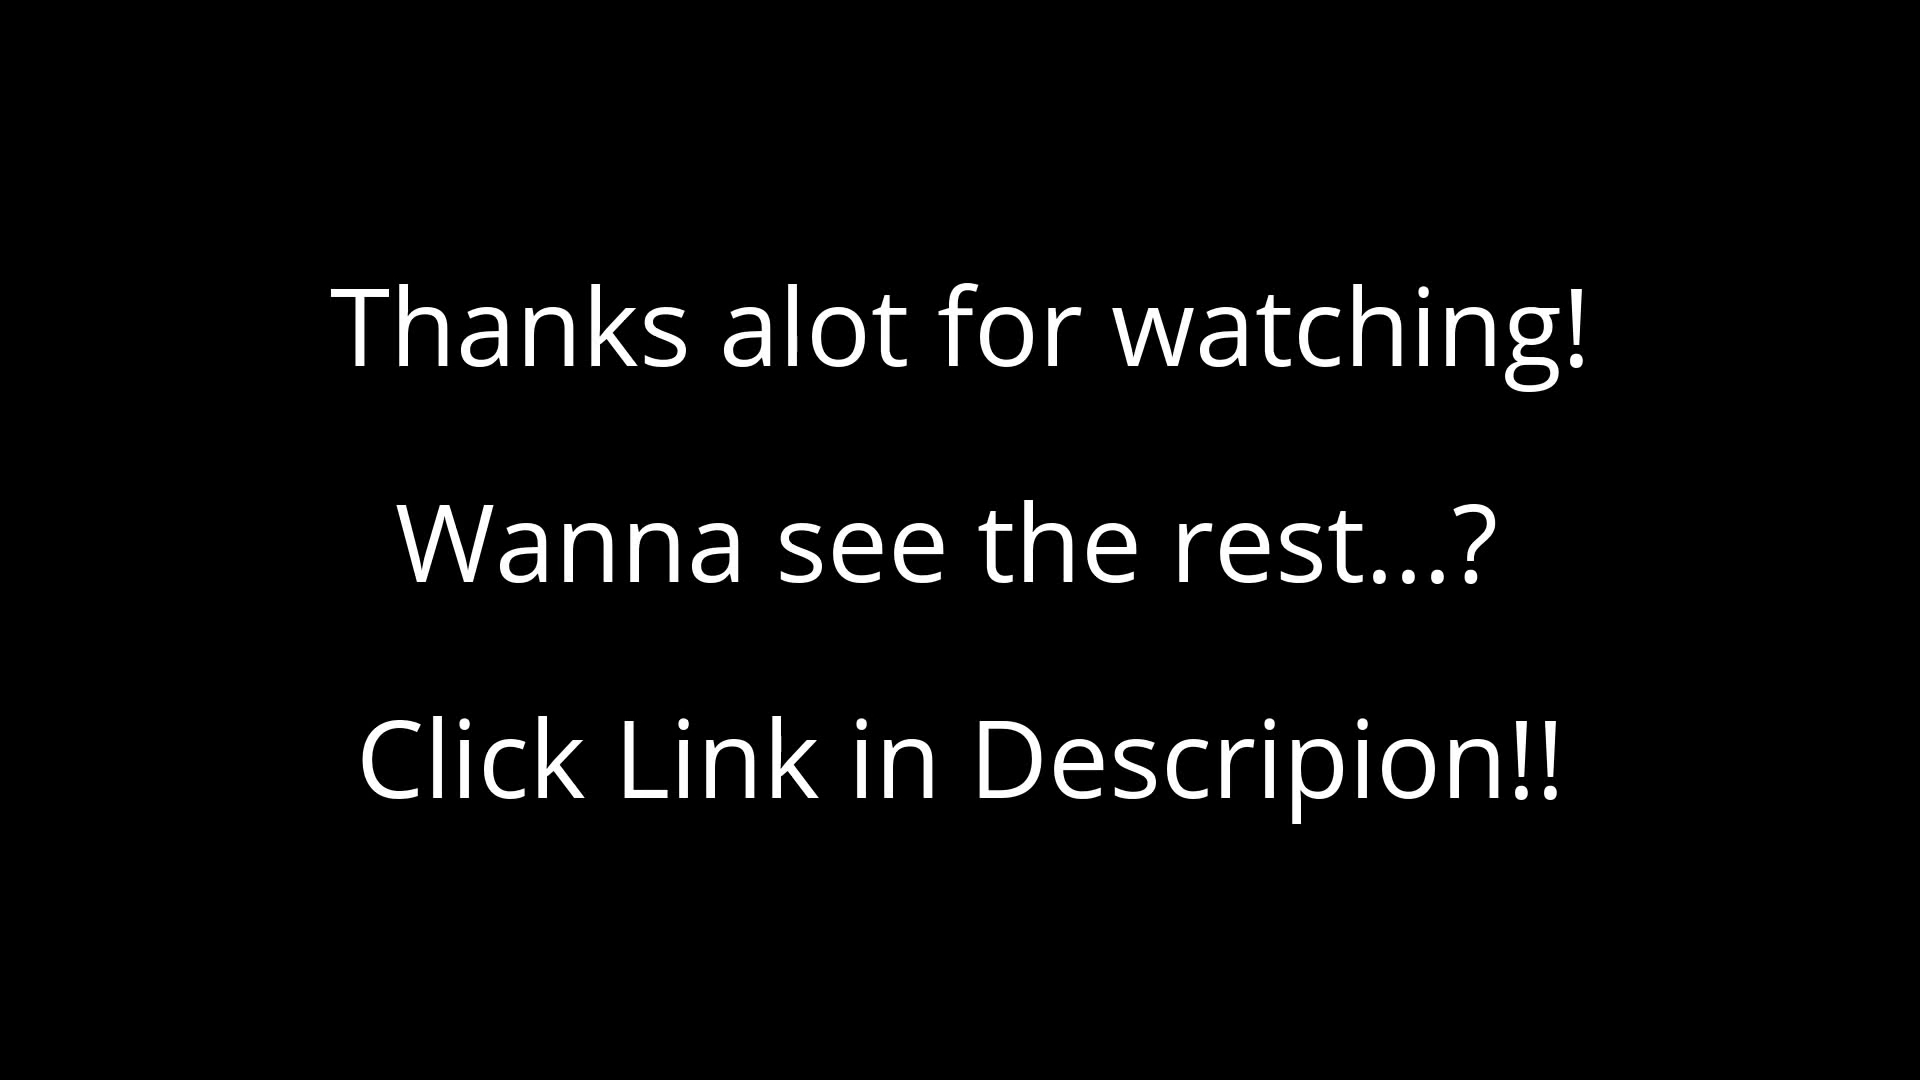 Thanks alot for watching!
Wanna see the rest...?
Click Link in Descripion!!